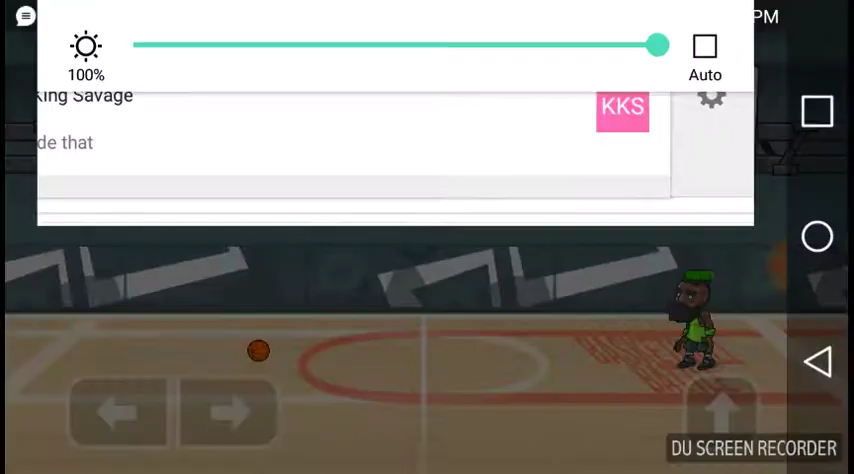 PM
100%
Auto
King Savage
KKS
de that
DU SCREEN RECORDER